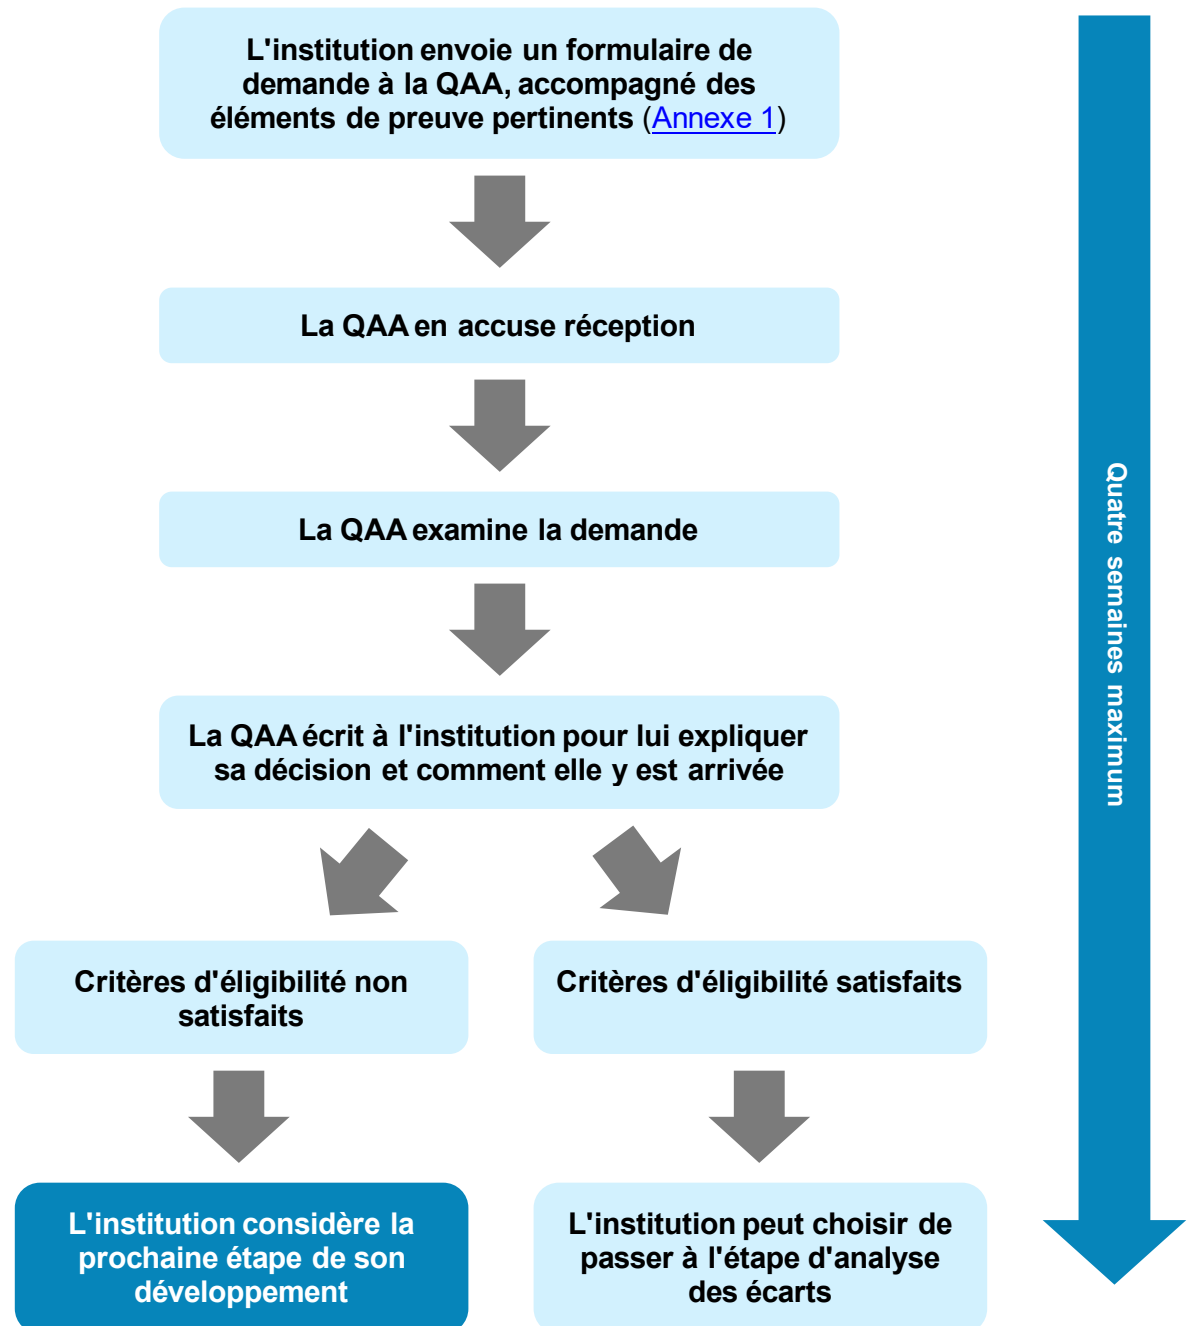 L'institution envoie un formulaire de
demande à la QAA, accompagné des
éléments de preuve pertinents (Annexe 1)
La QAA en accuse réception
La QAA examine la demande
La QAA écrit à l'institution pour lui expliquer
sa décision et comment elle y est arrivée
Critères d'éligibilité non
satisfaits
Critères d'éligibilité satisfaits
L'institution considère la
prochaine étape de son
développement
L'institution peut choisir de
passer à l'étape d'analyse
des écarts
Quatre semaines maximum